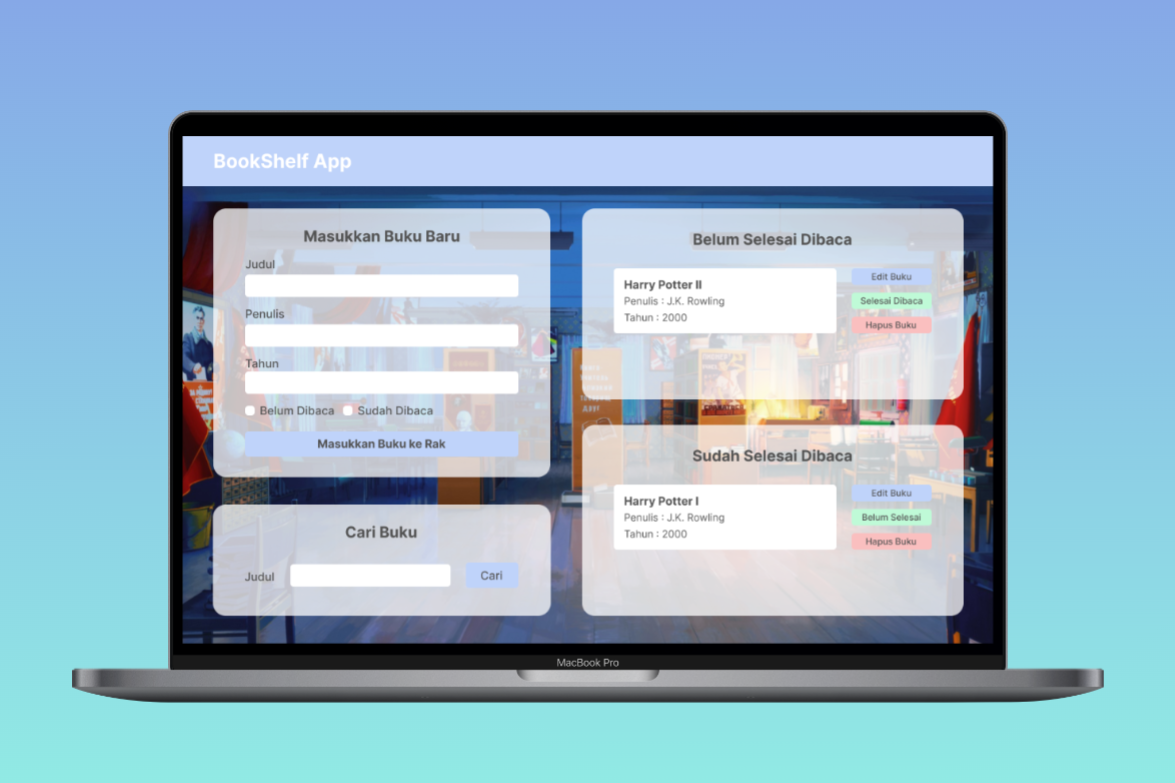 BookShelf App
Masukkan Buku Baru
Judul
Penulis
Tahun
Belum Dibaca
Sudah Dibaca
Masukkan Buku ke Rak
Cari Buku
Judul
Cari
Belum Selesai Dibaca
Harry Potter II
Penulis : J.K. Rowling
Tahun : 2000
Edit Buku
Selesai Dibaca
Hapus Buku
Sudah Selesai Dibaca
Harry Potter I
Penulis : J.K. Rowling
Tahun : 2000
Edit Buku
Belum Selesai
Hapus Buku
MacBook Pro